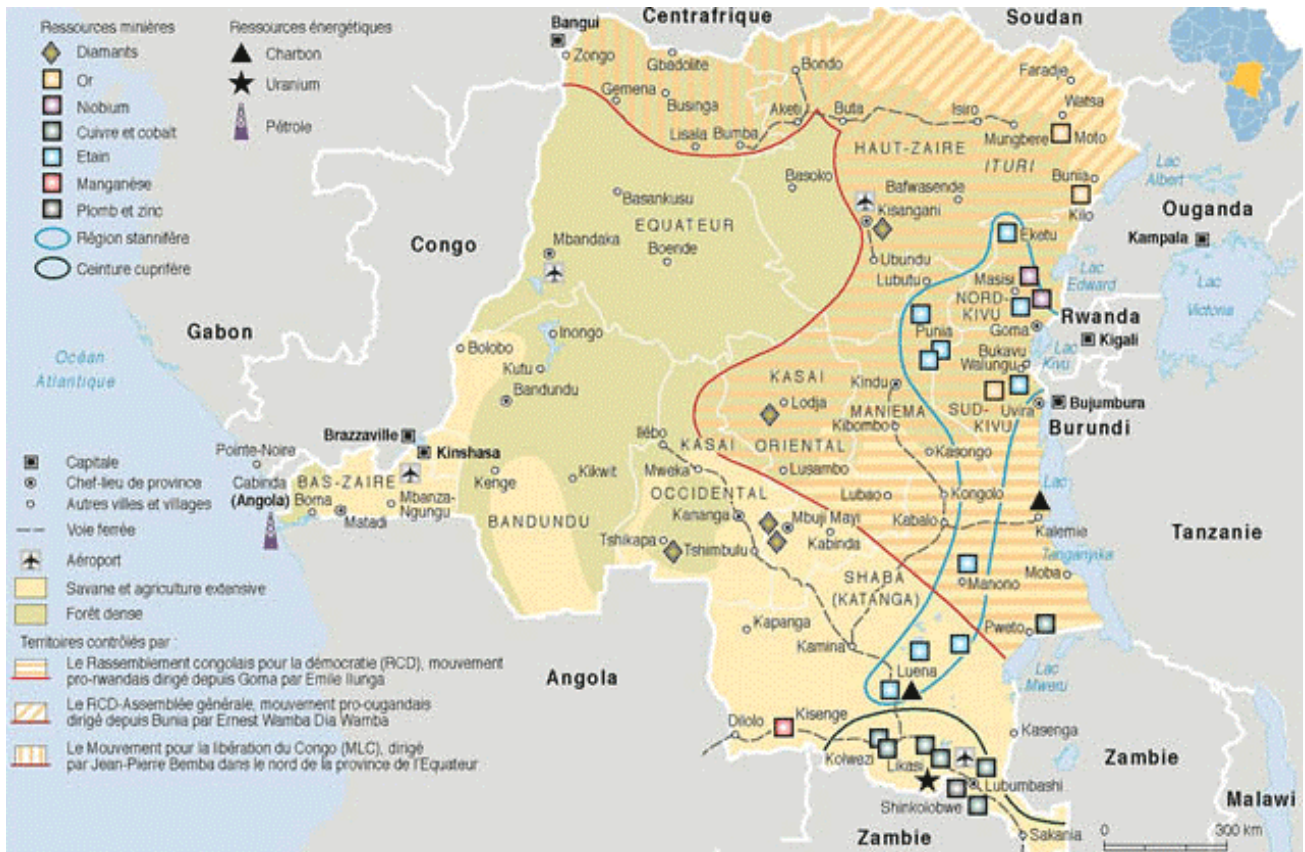 Ressources minières
Diamants
Or
Niobium
Cuivre et cobalt
Etain
Manganèse
Plomb et zinc
Région stannifère
Ceinture cuprifère
Ressources énergétiques
Charbon
Uranium
Pétrole
Centrafrique
Soudan
Bangui
Zongo
Gbadolite
Bondo
Faradje
Gemena
Businga
Aketi
Buta
Isiro
Watsa
Lisala
Bumba
Mungbere
Moto
HAUT-ZAIRE
ITURI
Lac
Albert
Basoko
Bafwasende
Bunia
Basankusu
Kisangani
Kilo
Ouganda
EQUATEUR
Congo
Mbandaka
Boende
Eketu
Kampala
Ubundu
Lubutu
Masisi
Lac
Edward
Lac
Victoria
NORD-
KIVU
Gabon
Inongo
Punia
Goma
Rwanda
Kigali
Bolobo
Océan
Atlantique
Kutu
Bukavu
Walungu
Lac
Kivu
Bandundu
KASAI
Kindu
Lodja
MANIEMA
SUD-
KIVU
Uvira
Bujumbura
Burundi
Brazzaville
Kinshasa
Ilébo
KASAI
ORIENTAL
Kibombo
Pointe-Noire
Cabinda
(Angola)
BAS-ZAIRE
Boma
Matadi
Mbanza-
Ngungu
Kenge
Kikwit
Mweka
Lusambo
Kasongo
BANDUNDU
OCCIDENTAL
Kananga
Mbuji Mayi
Lubao
Kongolo
Lac
Tanganyika
Kabalo
Kalemie
Tanzanie
Tshikapa
Tshimbulu
Kabinda
Manono
Moba
SHABA
(KATANGA)
Kapanga
Kamina
Pweto
Angola
Luena
Lac
Mweru
Dilolo
Kisenge
Kasenga
Kolwezi
Likasi
Lubumbashi
Zambie
Shinkolobwe
Malawi
Zambie
Sakania
0
300 km
Capitale
Chef-lieu de province
Autres villes et villages
Voie ferrée
Aéroport
Savane et agriculture extensive
Forêt dense
Territoires contrôlés par :
Le Rassemblement congolais pour la démocratie (RCD), mouvement
pro-rwandais dirigé depuis Goma par Emile Ilunga
Le RCD-Assemblée générale, mouvement pro-ougandais
dirigé depuis Bunia par Ernest Wamba Dia Wamba
Le Mouvement pour la libération du Congo (MLC), dirigé
par Jean-Pierre Bemba dans le nord de la province de l'Equateur